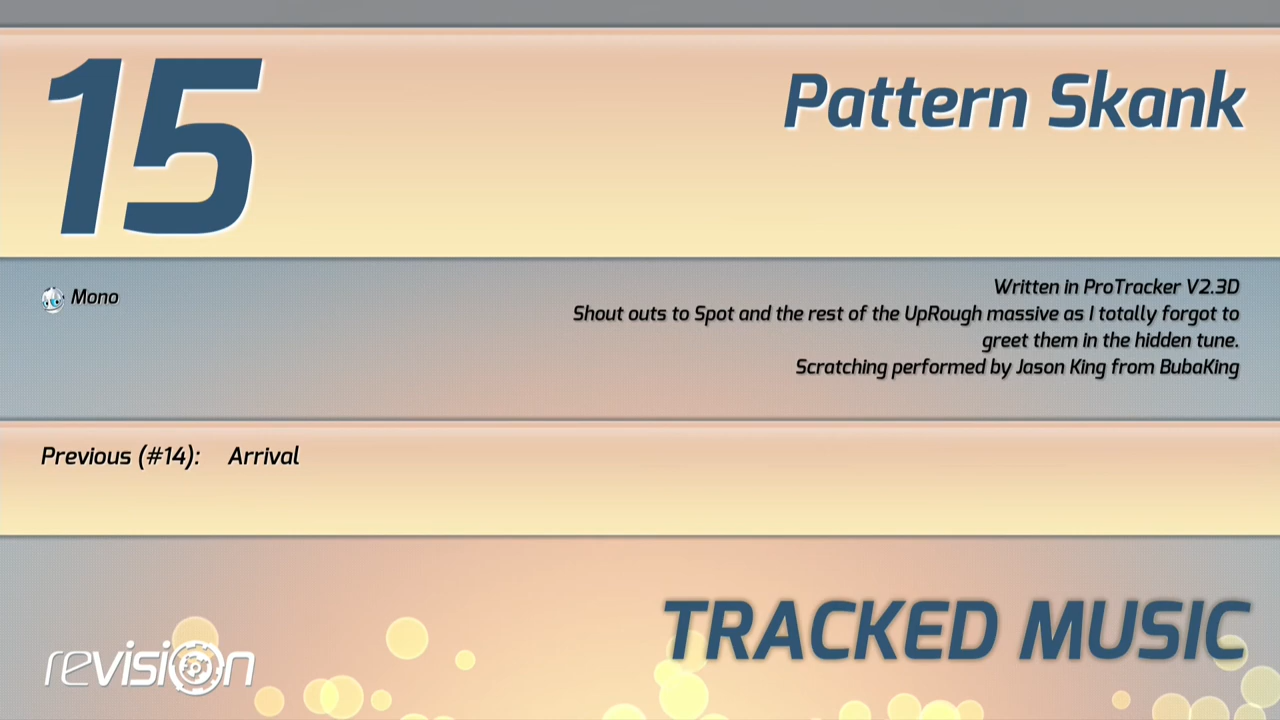 15
Pattern Skank
Mono
Written in ProTracker V2.3D
Shout outs to Spot and the rest of the UpRough massive as I totally forgot to
greet them in the hidden tune.
Scratching performed by Jason King from BubaKing
Previous (#14): Arrival
TRACKED MUSIC
revision